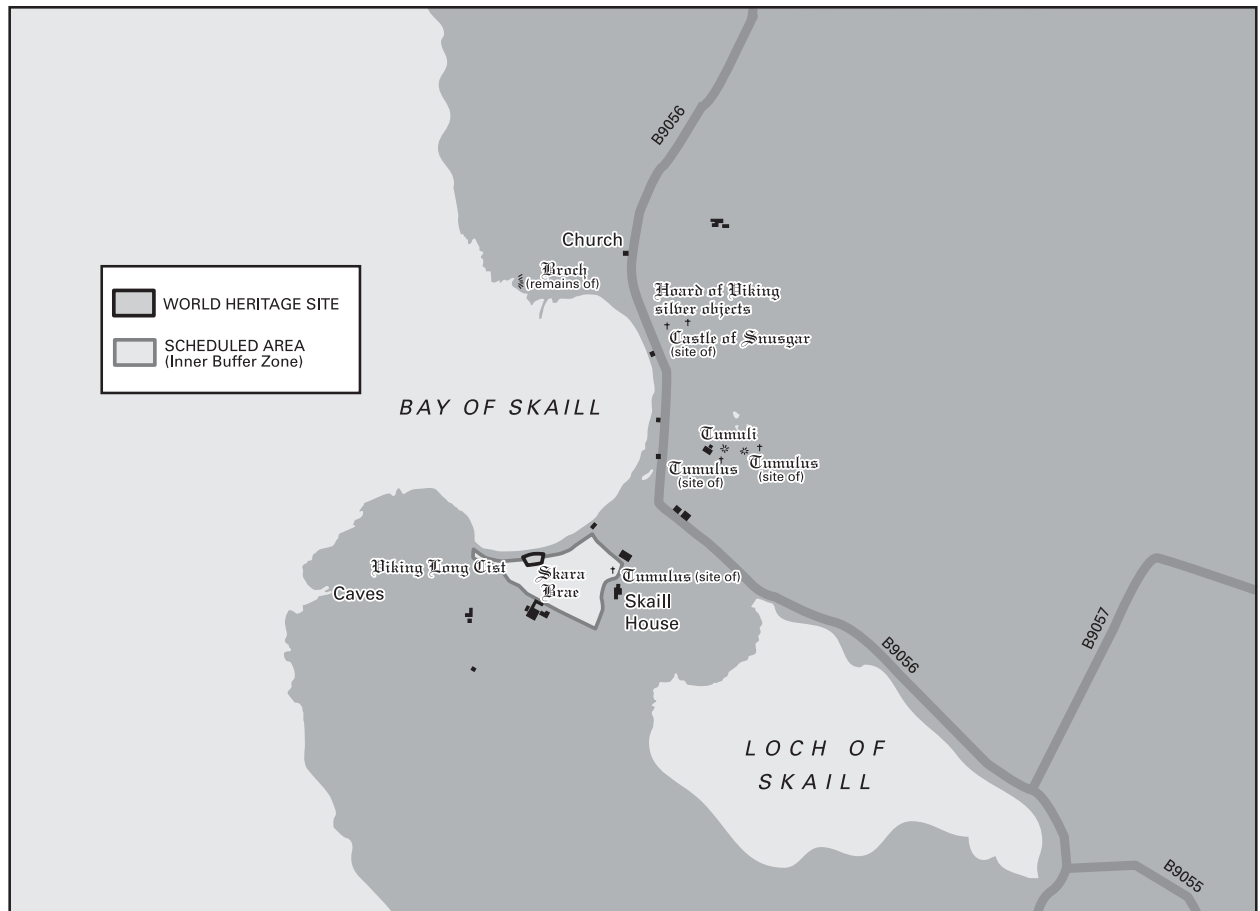 B9056
Church
Broch
(remains of)
Hoard of Viking
silver objects
Castle of Snusgar
(site of)
WORLD HERITAGE SITE
SCHEDULED AREA
(Inner Buffer Zone)
BAY OF SKAILL
Tumuli
Tumulus
(site of)
Tumulus
(site of)
Viking Long Cist
Skara
Brae
Tumulus (site of)
Caves
Skaill
House
B9057
B9056
LOCH OF
SKAILL
B9055